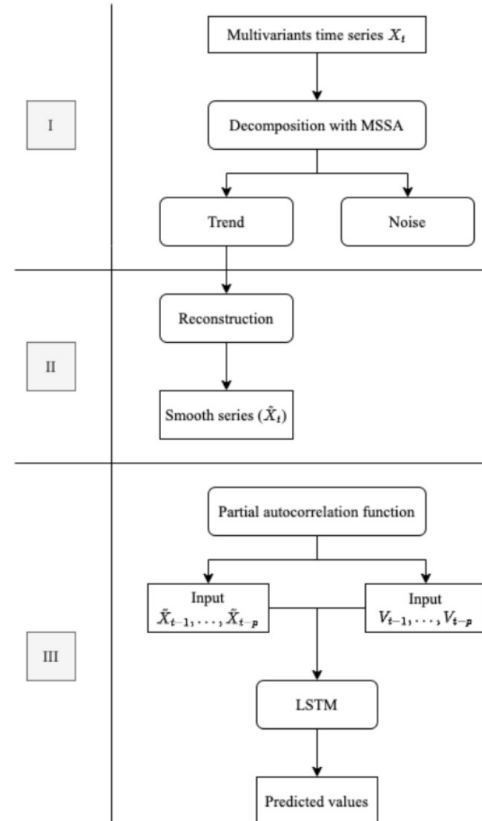 Multivariants time series Xₜ
I
Decomposition with MSSA
Trend
Noise
Reconstruction
II
Smooth series (X̃ₜ)
Partial autocorrelation function
Input
X̃ₜ₋₁, . . . , X̃ₜ₋ₚ
Input
Vₜ₋₁, . . . , Vₜ₋ₚ
III
LSTM
Predicted values